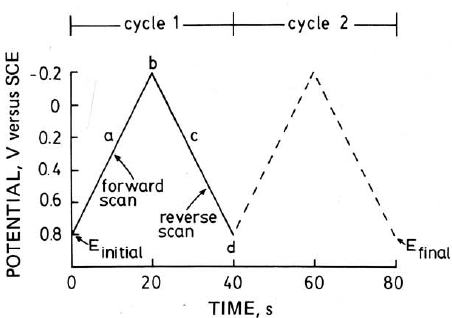 cycle 1
cycle 2
POTENTIAL, V versus SCE
-0.2
0
0.2
0.4
0.6
0.8
b
a
c
forward
scan
reverse
scan
d
E initial
E final
0
20
40
60
80
TIME, s